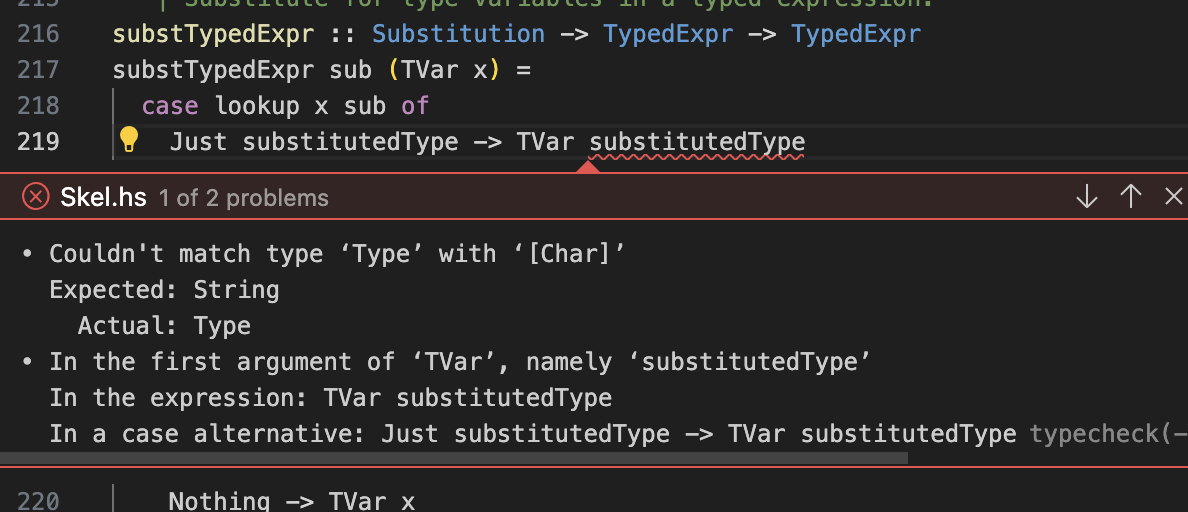 215 | Substitute for type variables in a typed expression.
216 substTypedExpr :: Substitution -> TypedExpr -> TypedExpr
217 substTypedExpr sub (TVar x) =
218 case lookup x sub of
219 Just substitutedType -> TVar substitutedType
Skel.hs 1 of 2 problems
• Couldn't match type ‘Type’ with ‘[Char]’
Expected: String
Actual: Type
• In the first argument of ‘TVar’, namely ‘substitutedType’
In the expression: TVar substitutedType
In a case alternative: Just substitutedType -> TVar substitutedType typecheck(-
220 Nothing -> TVar x